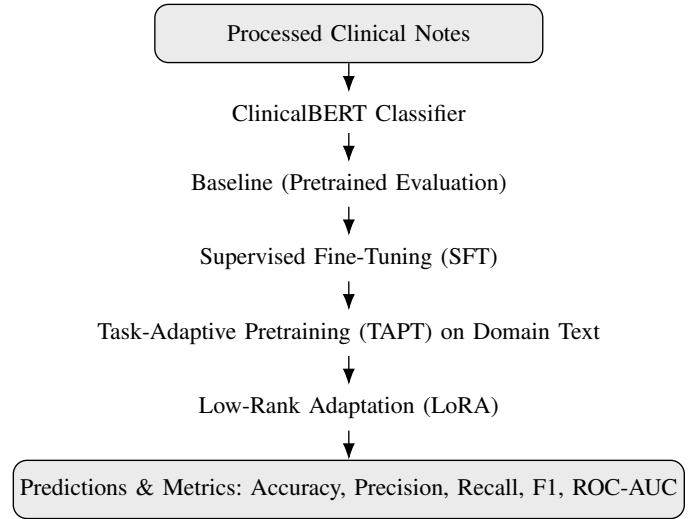 Processed Clinical Notes
ClinicalBERT Classifier
Baseline (Pretrained Evaluation)
Supervised Fine-Tuning (SFT)
Task-Adaptive Pretraining (TAPT) on Domain Text
Low-Rank Adaptation (LoRA)
Predictions & Metrics: Accuracy, Precision, Recall, F1, ROC-AUC